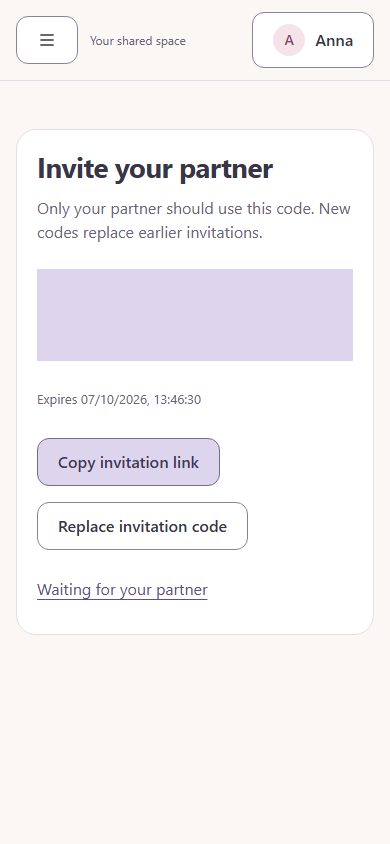 Your shared space
A
Anna
Invite your partner
Only your partner should use this code. New
codes replace earlier invitations.
Expires 07/10/2026, 13:46:30
Copy invitation link
Replace invitation code
Waiting for your partner